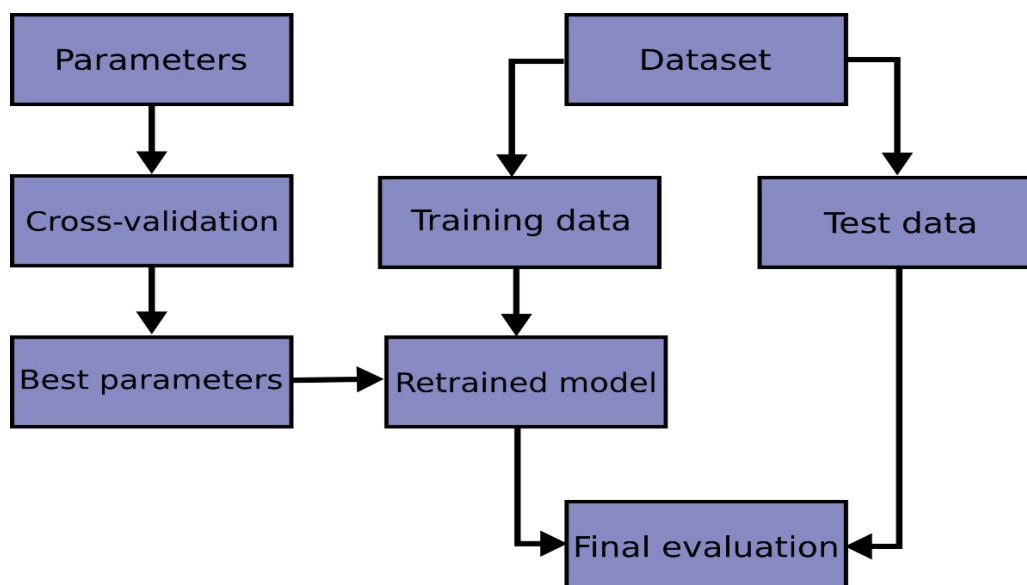 Parameters
Dataset
Cross-validation
Training data
Test data
Best parameters
Retrained model
Final evaluation